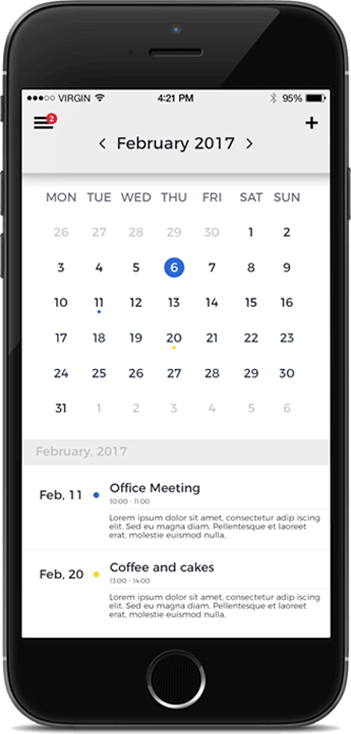 VIRGIN 4:21 PM 95%
2
+
< February 2017 >
MON TUE WED THU FRI SAT SUN
26 27 28 29 30 1 2
3 4 5 6 7 8 9
10 11 12 13 14 15 16
17 18 19 20 21 22 23
24 25 26 27 28 29 30
31 1 2 3 4 5 6
February, 2017
Feb, 11 Office Meeting
10:00 - 11:00
Lorem ipsum dolor sit amet, consectetur adip iscing
elit. Sed eu magna diam. Pellentesque et laoreet
erat, molestie euismod nulla.
Feb, 20 Coffee and cakes
13:00 - 14:00
Lorem ipsum dolor sit amet, consectetur adip iscing
elit. Sed eu magna diam. Pellentesque et laoreet
erat, molestie euismod nulla.